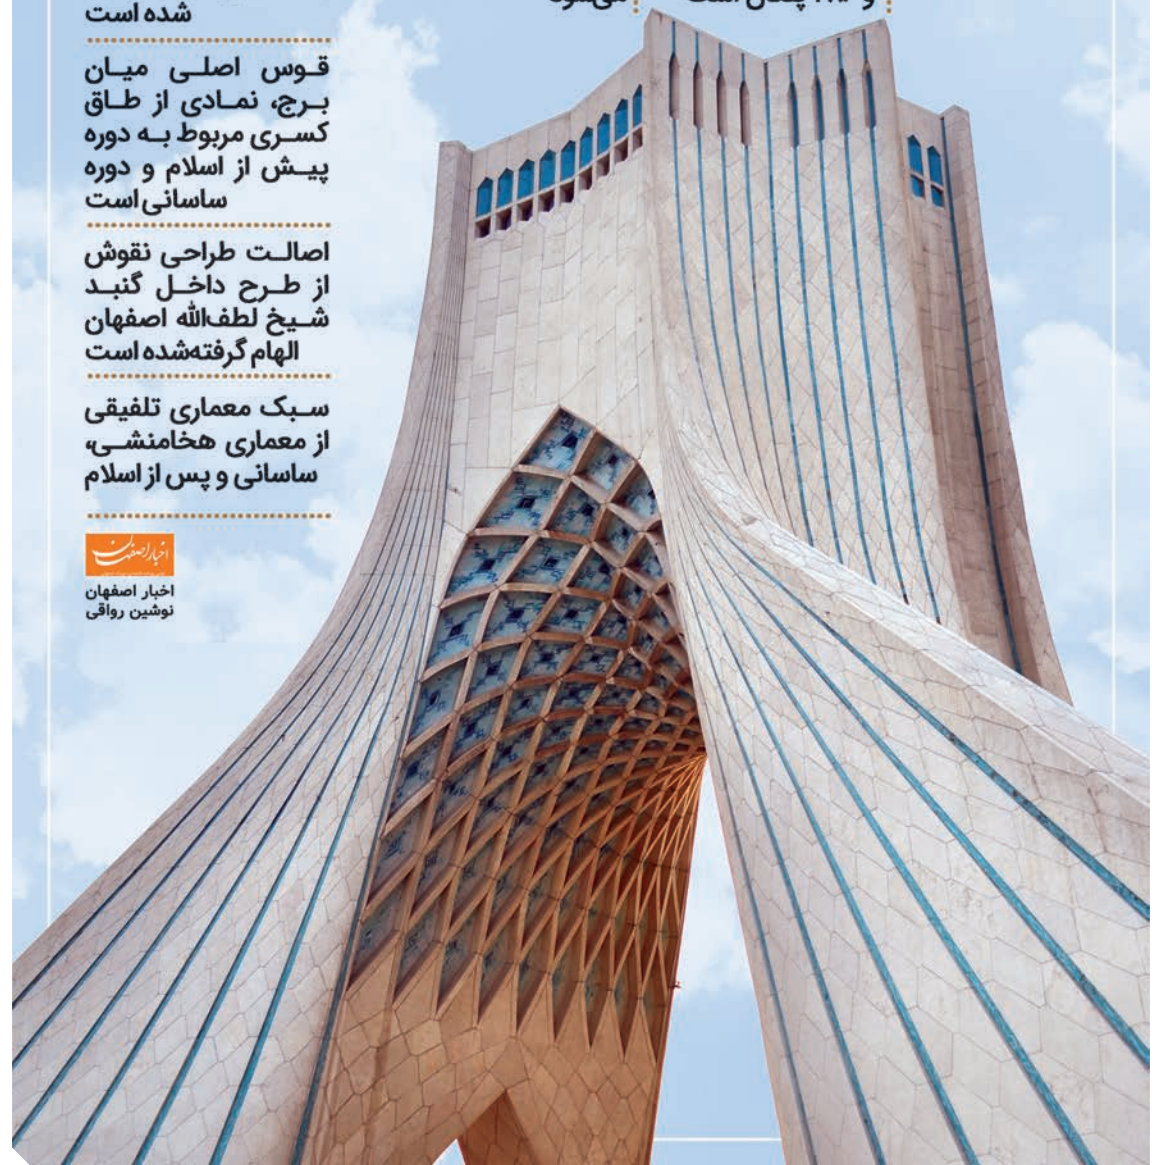 شده است
قوس اصلی میان
برج، نمادی از طاق
کسری مربوط به دوره
پیش از اسلام و دوره
ساسانی است
اصالت طراحی نقوش
از طرح داخل گنبد
شیخ لطف‌الله اصفهان
الهام گرفته‌شده است
سبک معماری تلفیقی
از معماری هخامنشی،
ساسانی و پس از اسلام
اخبار اصفهان
اخبار اصفهان
نوشین رواقی